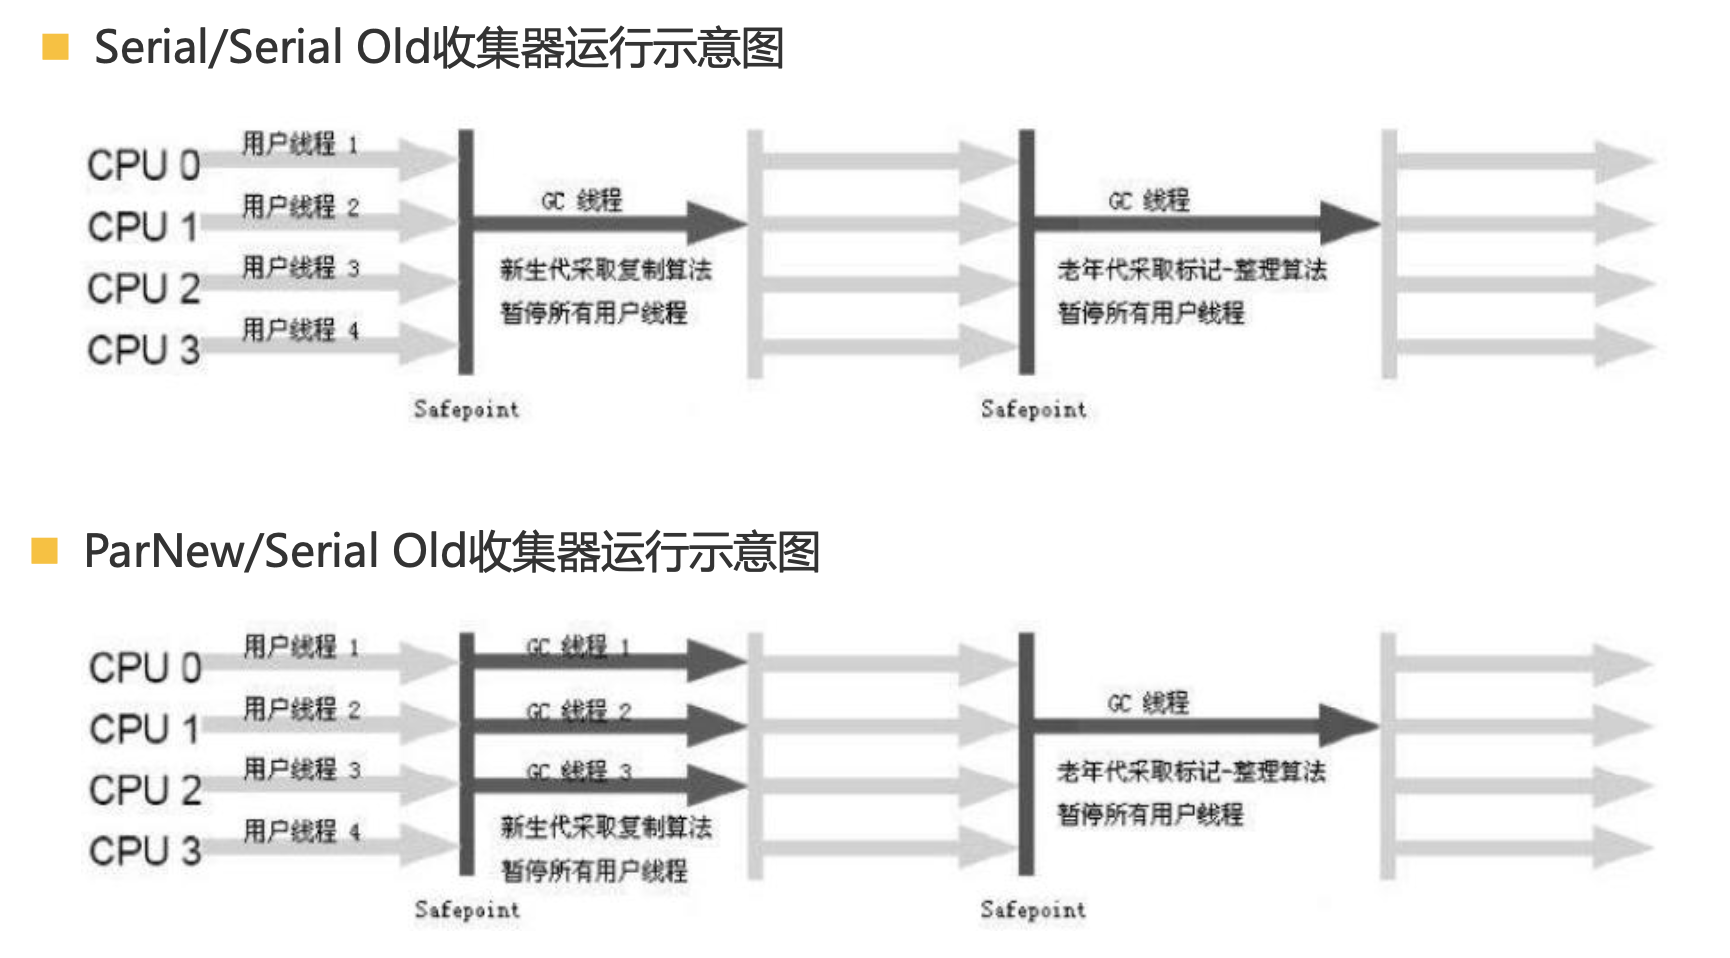 Serial/Serial Old收集器运行示意图
CPU 0
用户线程 1
CPU 1
用户线程 2
CPU 2
用户线程 3
CPU 3
用户线程 4
GC 线程
新生代采取复制算法
暂停所有用户线程
GC 线程
老年代采取标记-整理算法
暂停所有用户线程
Safepoint
Safepoint
ParNew/Serial Old收集器运行示意图
CPU 0
用户线程 1
CPU 1
用户线程 2
CPU 2
用户线程 3
CPU 3
用户线程 4
GC 线程 1
GC 线程 2
GC 线程 3
新生代采取复制算法
暂停所有用户线程
GC 线程
老年代采取标记-整理算法
暂停所有用户线程
Safepoint
Safepoint